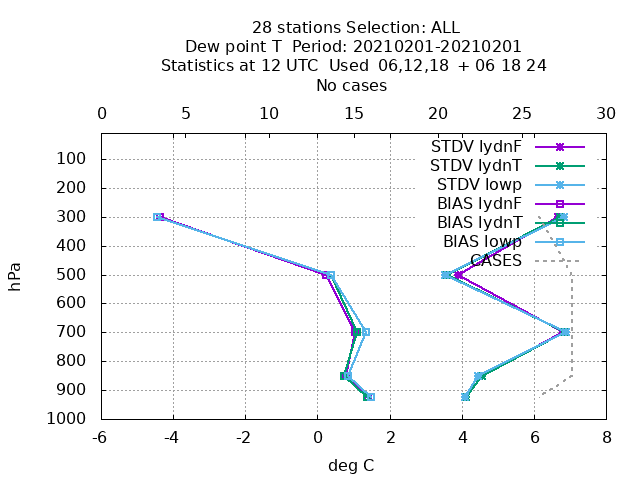 28 stations Selection: ALL
Dew point T  Period: 20210201-20210201
Statistics at 12 UTC  Used  06,12,18  + 06 18 24
No cases
0 5 10 15 20 25 30
STDV lydnF
STDV lydnT
STDV lowp
BIAS lydnF
BIAS lydnT
BIAS lowp
CASES
100
200
300
400
500
600
700
800
900
1000
hPa
-6 -4 -2 0 2 4 6 8
deg C